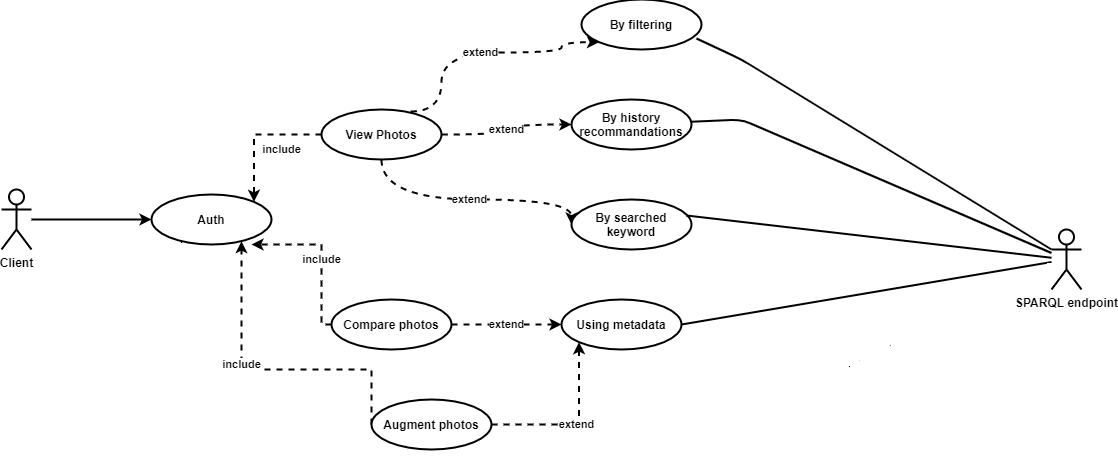 By filtering
extend
By history
recommandations
View Photos
extend
include
extend
By searched
keyword
Auth
Client
include
SPARQL endpoint
Compare photos
extend
Using metadata
include
Augment photos
extend